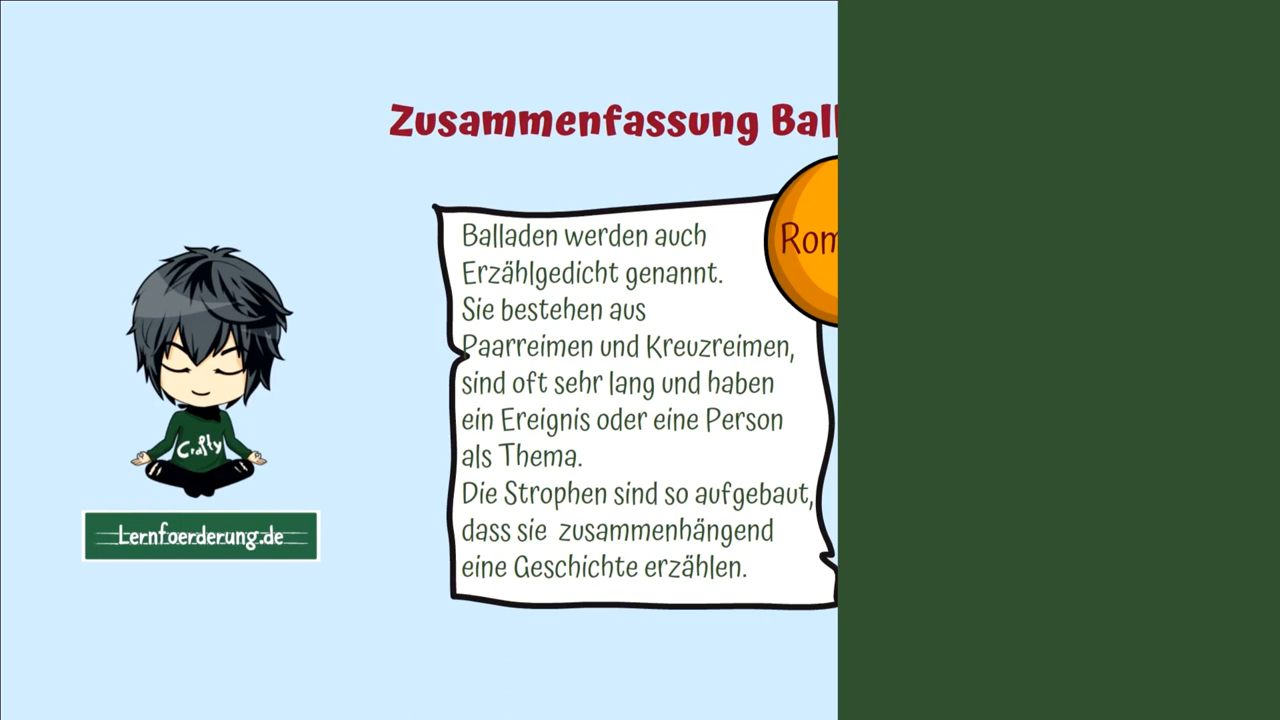 Zusammenfassung Ball
Rom
Balladen werden auch
Erzählgedicht genannt.
Sie bestehen aus
Paarreimen und Kreuzreimen,
sind oft sehr lang und haben
ein Ereignis oder eine Person
als Thema.
Die Strophen sind so aufgebaut,
dass sie zusammenhängend
eine Geschichte erzählen.
Crafty
Lernfoerderung.de